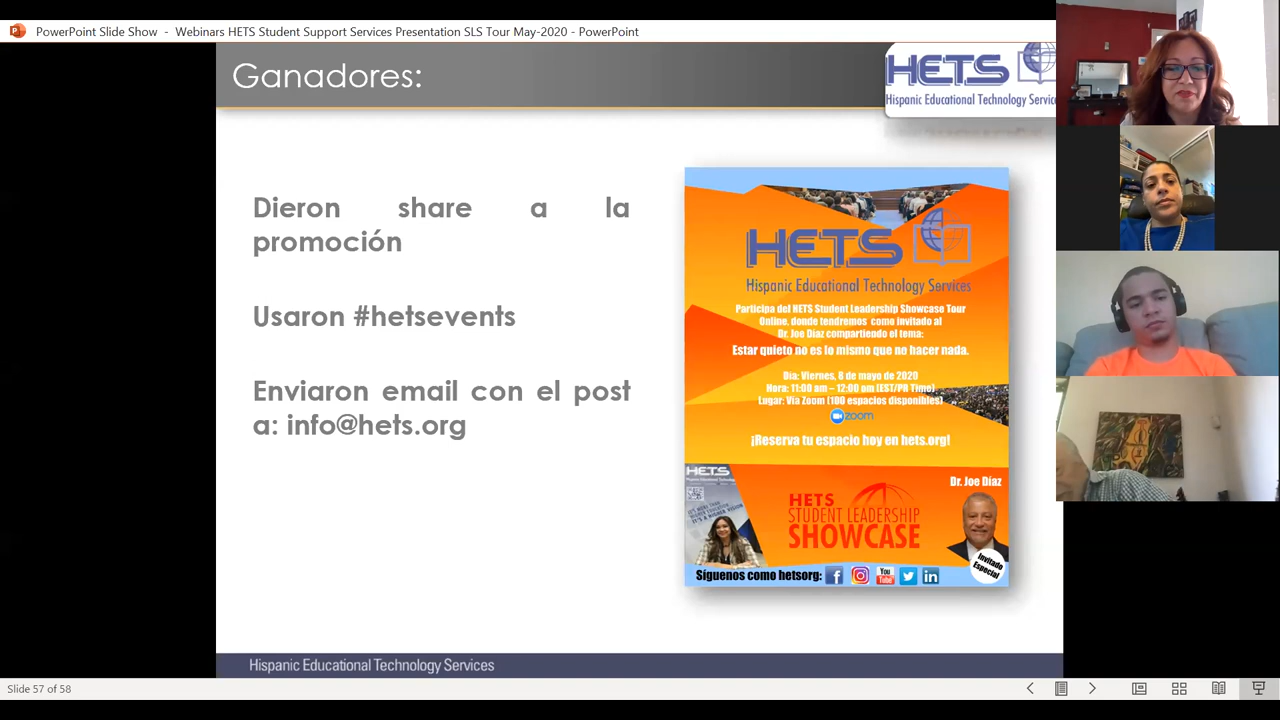 PowerPoint Slide Show - Webinars HETS Student Support Services Presentation SLS Tour May-2020 - PowerPoint
Ganadores:
HETS
Hispanic Educational Technology Servic
Dieron share a la
promoción
Usaron #hetsevents
Enviaron email con el post
a: info@hets.org
HETS
Hispanic Educational Technology Services
Participa del HETS Student Leadership Showcase Tour
Online, donde tendremos como invitado al
Dr. Joe Díaz compartiendo el tema:
Estar quieto no es lo mismo que no hacer nada.
Día: Viernes, 8 de mayo de 2020
Hora: 11:00 am – 12:00 pm (EST/PR Time)
Lugar: Vía Zoom (100 espacios disponibles)
zoom
¡Reserva tu espacio hoy en hets.org!
HETS
Dr. Joe Díaz
HETS
STUDENT LEADERSHIP
SHOWCASE
Invitado
Especial
Síguenos como hetsorg:
You
Tube
Hispanic Educational Technology Services
Slide 57 of 58